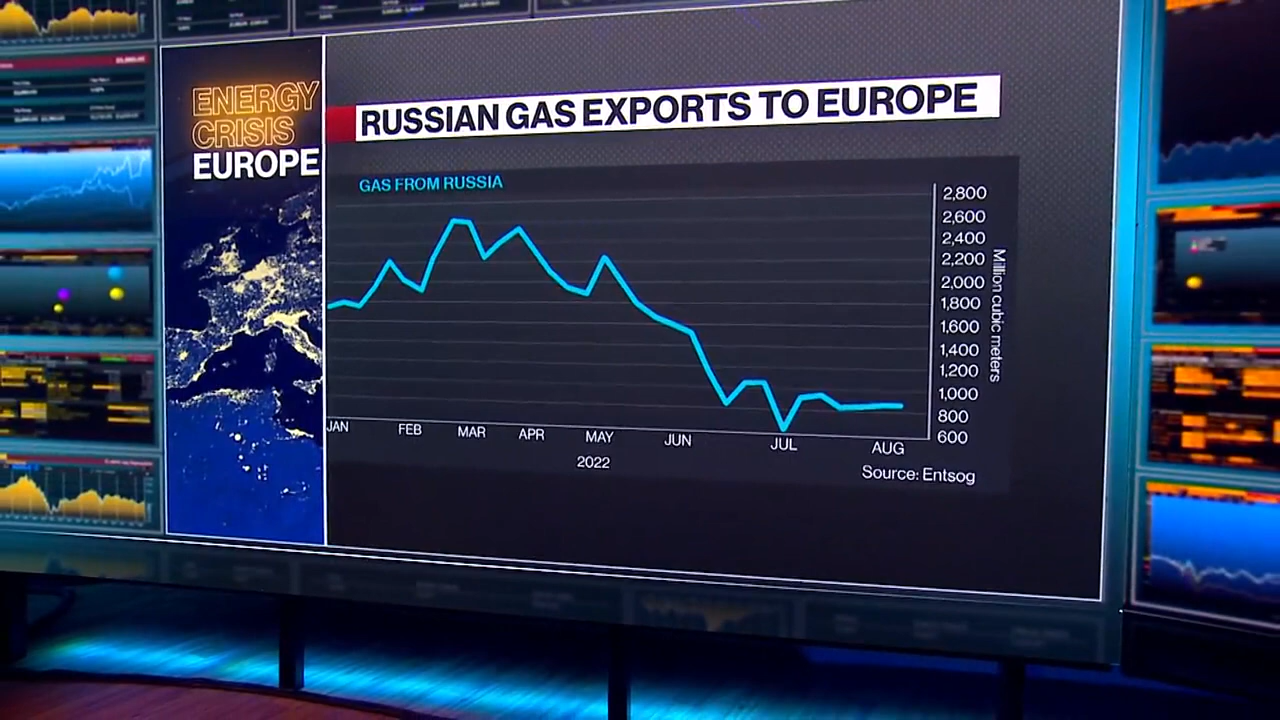 ENERGY
CRISIS
EUROPE
RUSSIAN GAS EXPORTS TO EUROPE
GAS FROM RUSSIA
2,800
2,600
2,400
2,200
2,000
1,800
1,600
1,400
1,200
1,000
800
600
Million cubic meters
JAN FEB MAR APR MAY JUN JUL AUG
2022
Source: Entsog